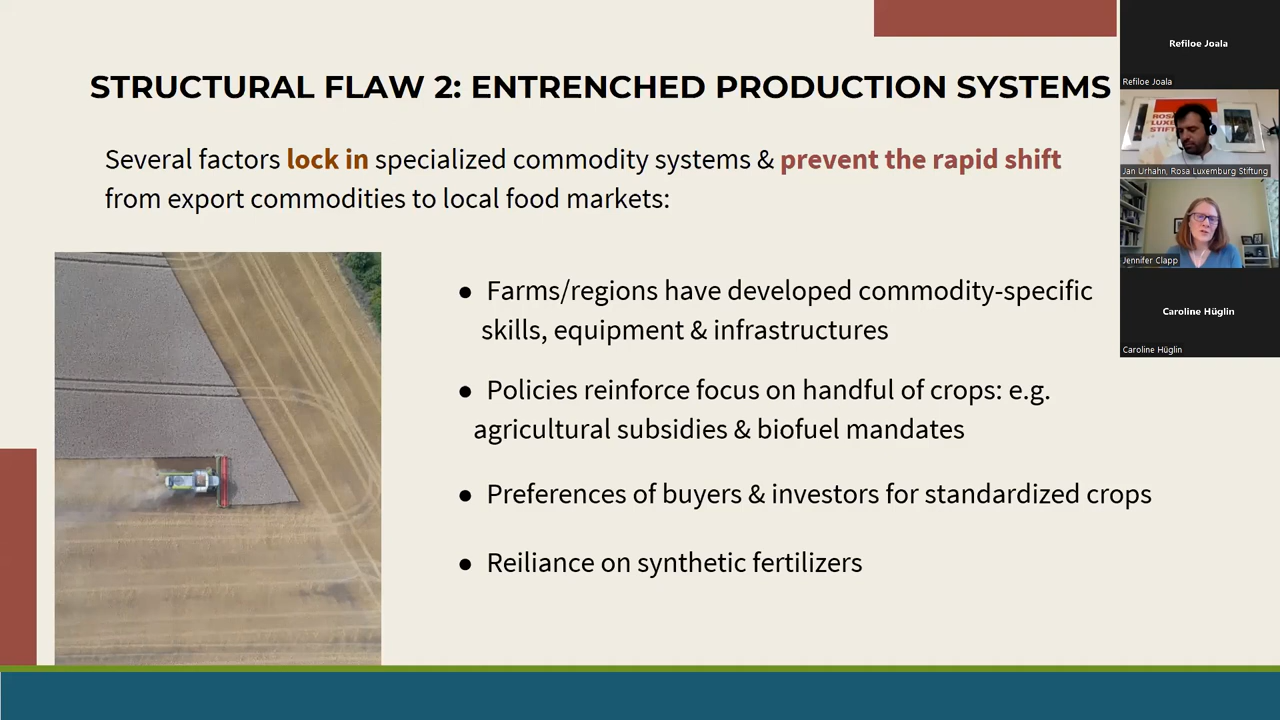 STRUCTURAL FLAW 2: ENTRENCHED PRODUCTION SYSTEMS
Several factors lock in specialized commodity systems & prevent the rapid shift
from export commodities to local food markets:
● Farms/regions have developed commodity-specific
skills, equipment & infrastructures
● Policies reinforce focus on handful of crops: e.g.
agricultural subsidies & biofuel mandates
● Preferences of buyers & investors for standardized crops
● Reiliance on synthetic fertilizers
Refiloe Joala
Refiloe Joala
ROSA
LUXE
STIFT
Jan Urhahn, Rosa Luxemburg Stiftung
Jennifer Clapp
Caroline Hüglin
Caroline Hüglin